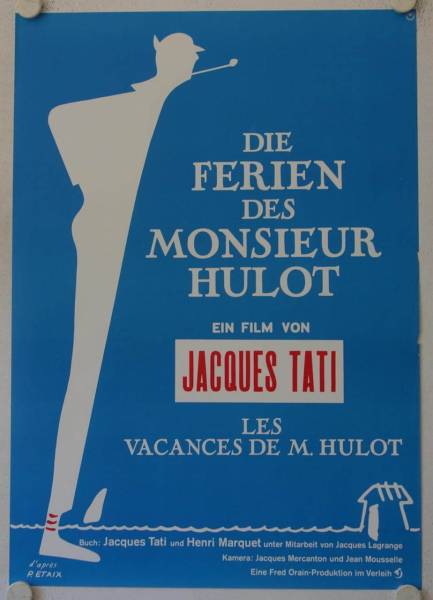 DIE
FERIEN
DES
MONSIEUR
HULOT
EIN FILM VON
JACQUES TATI
LES
VACANCES DE M. HULOT
Buch: Jacques Tati und Henri Marquet unter Mitarbeit von Jacques Lagrange
Kamera: Jacques Mercanton und Jean Mousselle
Eine Fred Orain-Produktion im Verleih
d'après
P. ETAIX